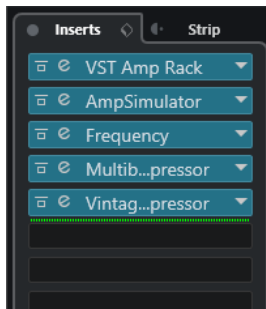 Inserts Strip
VST Amp Rack
AmpSimulator
Frequency
Multib...pressor
Vintag...pressor